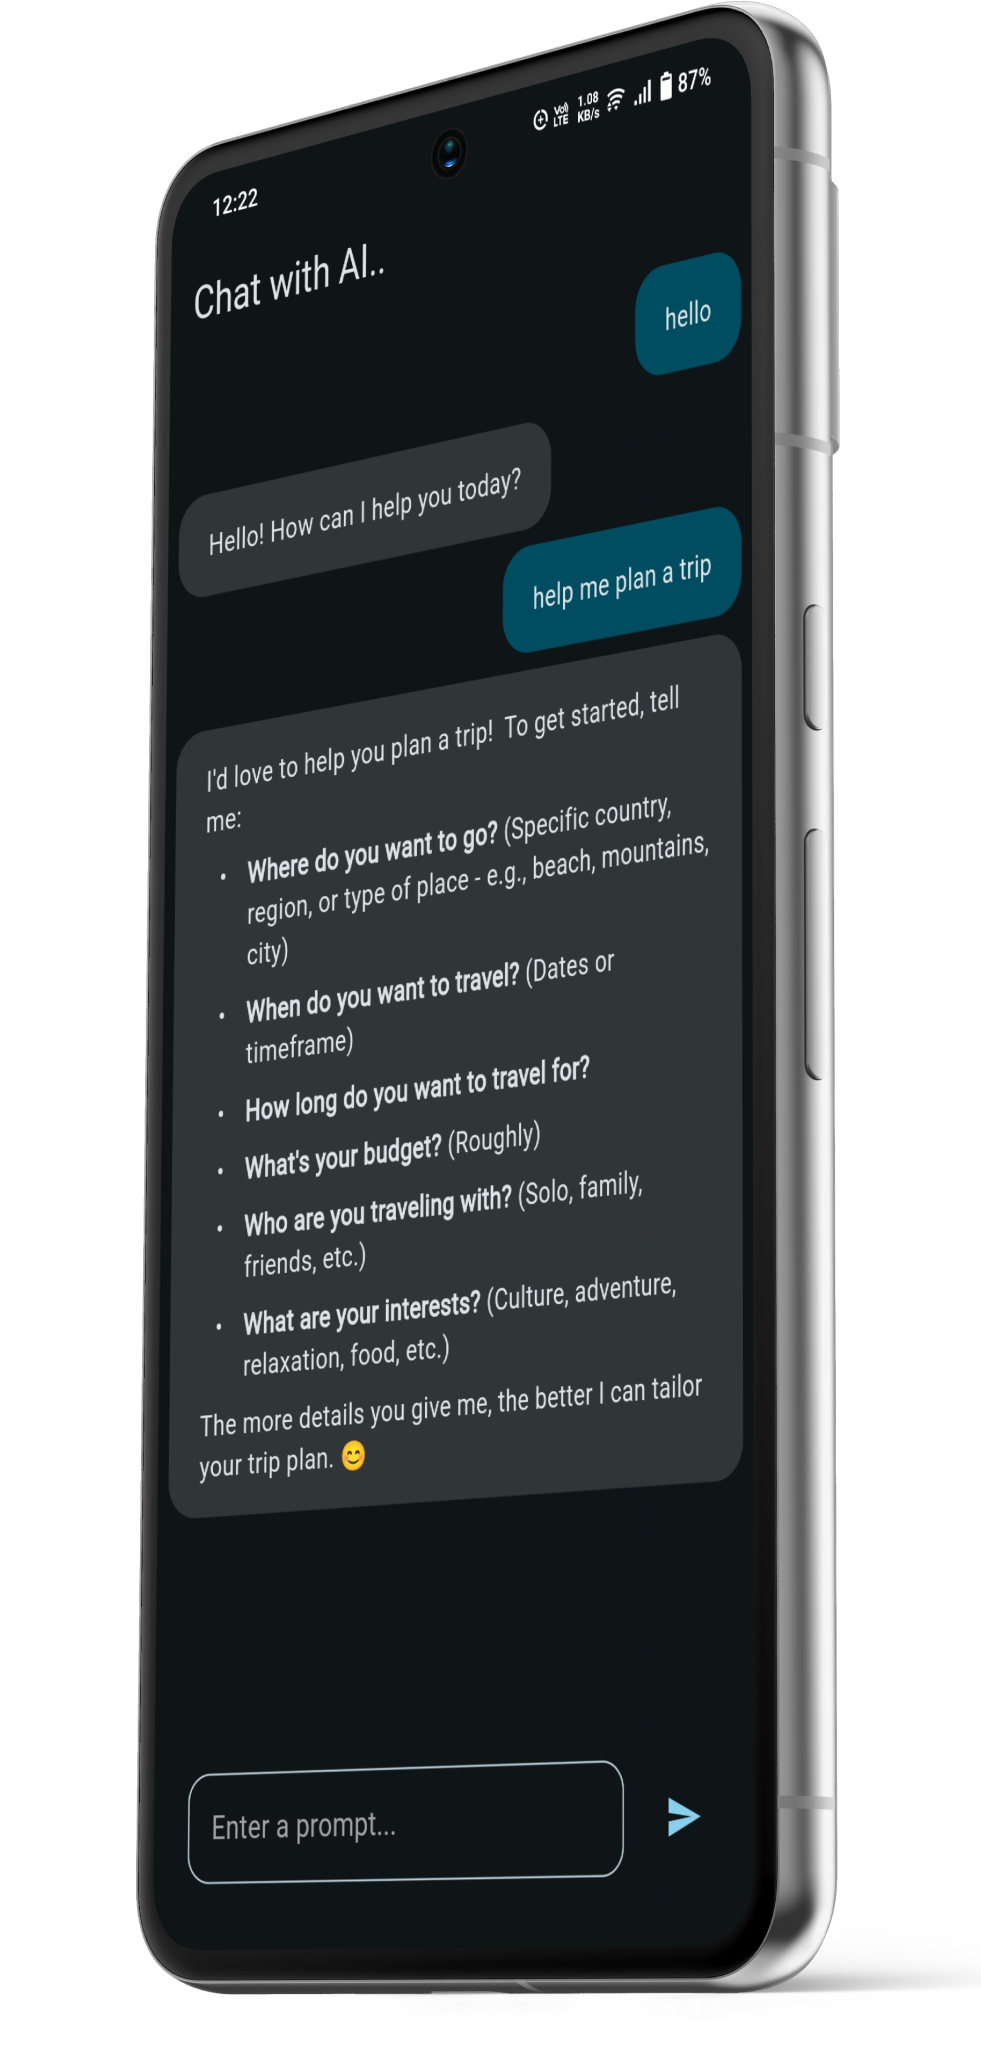 12:22
Vo)) 1.08
LTE KB/s
87%
Chat with AI..
hello
Hello! How can I help you today?
help me plan a trip
I'd love to help you plan a trip!  To get started, tell
me:
• Where do you want to go? (Specific country,
region, or type of place - e.g., beach, mountains,
city)
• When do you want to travel? (Dates or
timeframe)
• How long do you want to travel for?
• What's your budget? (Roughly)
• Who are you traveling with? (Solo, family,
friends, etc.)
• What are your interests? (Culture, adventure,
relaxation, food, etc.)
The more details you give me, the better I can tailor
your trip plan. 😊
Enter a prompt...